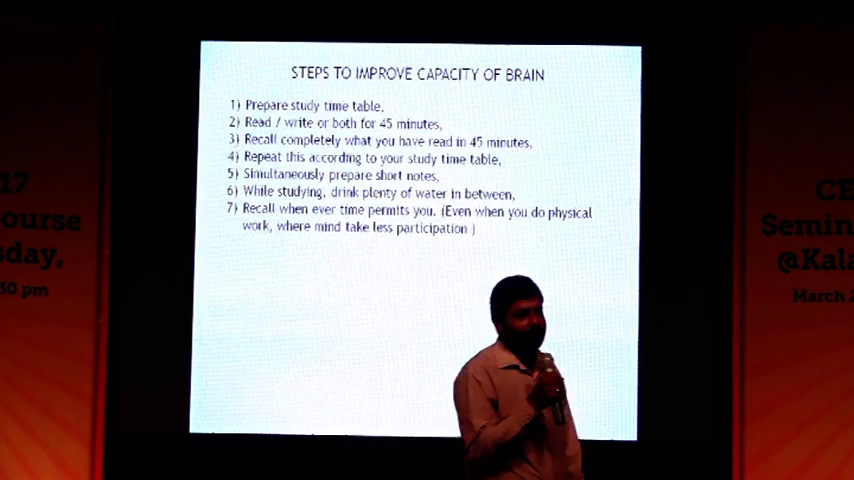 STEPS TO IMPROVE CAPACITY OF BRAIN
1) Prepare study time table,
2) Read / write or both for 45 minutes,
3) Recall completely what you have read in 45 minutes,
4) Repeat this according to your study time table,
5) Simultaneously prepare short notes,
6) While studying, drink plenty of water in between,
7) Recall when ever time permits you. (Even when you do physical
work, where mind take less participation )
17
ourse
sday,
30 pm
CE
Semin
@Kala
March 2